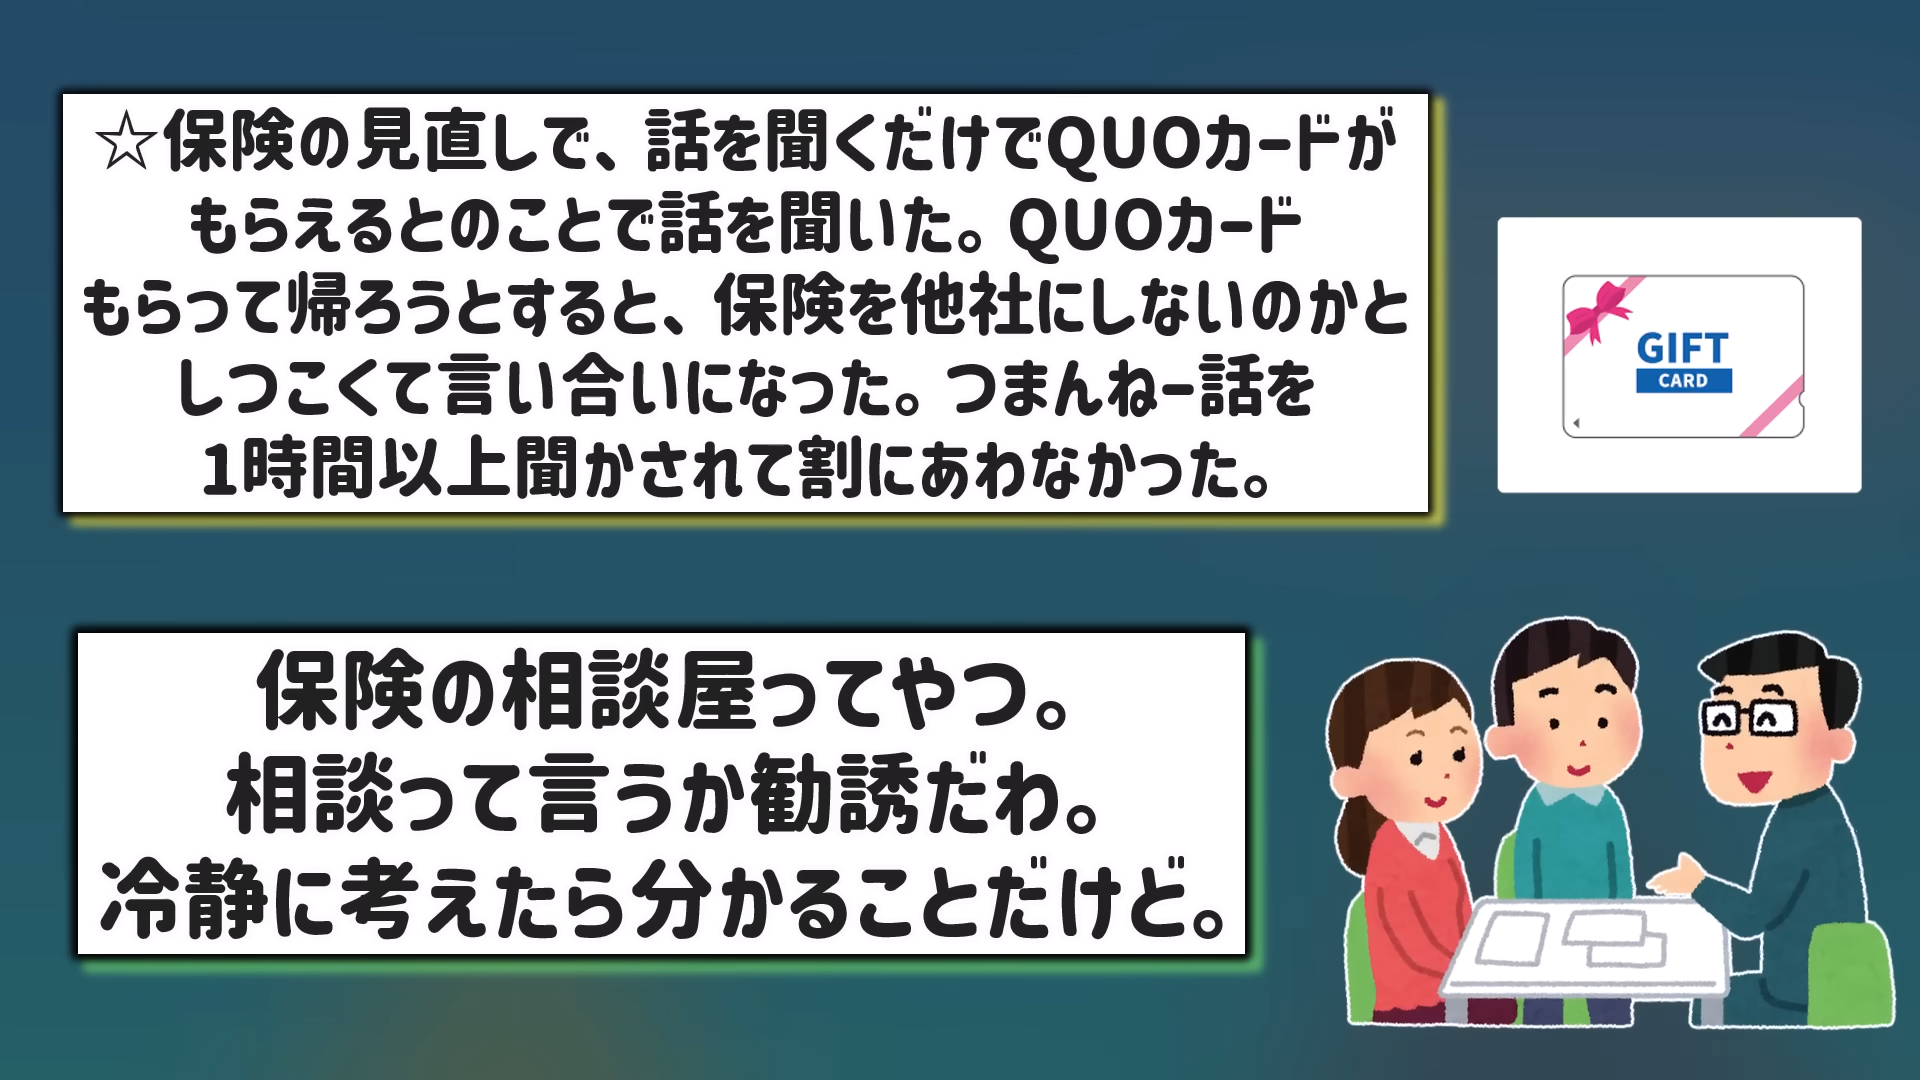 ☆保険の見直しで、話を聞くだけでQUOカードが
もらえるとのことで話を聞いた。QUOカード
もらって帰ろうとすると、保険を他社にしないのかと
しつこくて言い合いになった。つまんねー話を
1時間以上聞かされて割にあわなかった。
GIFT
CARD
保険の相談屋ってやつ。
相談って言うか勧誘だわ。
冷静に考えたら分かることだけど。